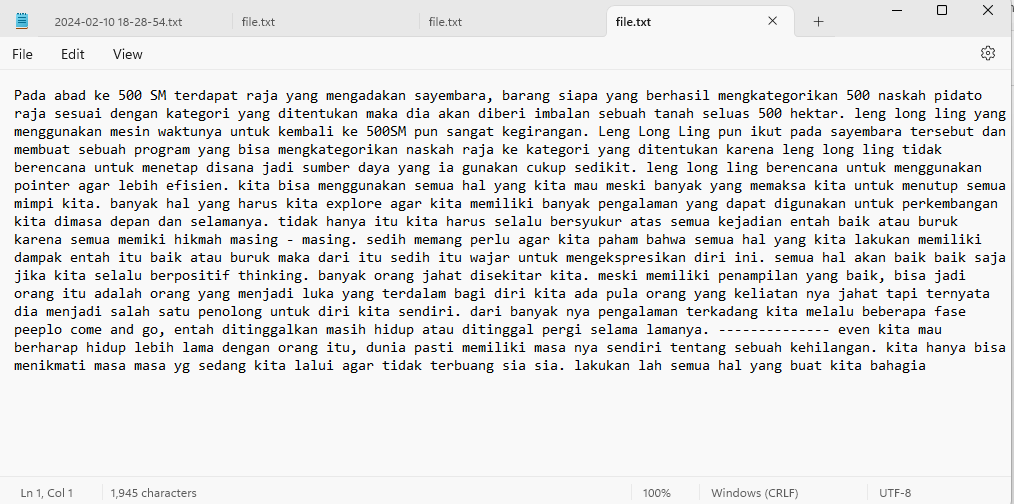 2024-02-10 18-28-54.txt file.txt file.txt file.txt
File Edit View
Pada abad ke 500 SM terdapat raja yang mengadakan sayembara, barang siapa yang berhasil mengkategorikan 500 naskah pidato
raja sesuai dengan kategori yang ditentukan maka dia akan diberi imbalan sebuah tanah seluas 500 hektar. leng long ling yang
menggunakan mesin waktunya untuk kembali ke 500SM pun sangat kegirangan. Leng Long Ling pun ikut pada sayembara tersebut dan
membuat sebuah program yang bisa mengkategorikan naskah raja ke kategori yang ditentukan karena leng long ling tidak
berencana untuk menetap disana jadi sumber daya yang ia gunakan cukup sedikit. leng long ling berencana untuk menggunakan
pointer agar lebih efisien. kita bisa menggunakan semua hal yang kita mau meski banyak yang memaksa kita untuk menutup semua
mimpi kita. banyak hal yang harus kita explore agar kita memiliki banyak pengalaman yang dapat digunakan untuk perkembangan
kita dimasa depan dan selamanya. tidak hanya itu kita harus selalu bersyukur atas semua kejadian entah baik atau buruk
karena semua memiki hikmah masing - masing. sedih memang perlu agar kita paham bahwa semua hal yang kita lakukan memiliki
dampak entah itu baik atau buruk maka dari itu sedih itu wajar untuk mengekspresikan diri ini. semua hal akan baik baik saja
jika kita selalu berpositif thinking. banyak orang jahat disekitar kita. meski memiliki penampilan yang baik, bisa jadi
orang itu adalah orang yang menjadi luka yang terdalam bagi diri kita ada pula orang yang keliatan nya jahat tapi ternyata
dia menjadi salah satu penolong untuk diri kita sendiri. dari banyak nya pengalaman terkadang kita melalu beberapa fase
peeplo come and go, entah ditinggalkan masih hidup atau ditinggal pergi selama lamanya. -------------- even kita mau
berharap hidup lebih lama dengan orang itu, dunia pasti memiliki masa nya sendiri tentang sebuah kehilangan. kita hanya bisa
menikmati masa masa yg sedang kita lalui agar tidak terbuang sia sia. lakukan lah semua hal yang buat kita bahagia
Ln 1, Col 1 1,945 characters 100% Windows (CRLF) UTF-8